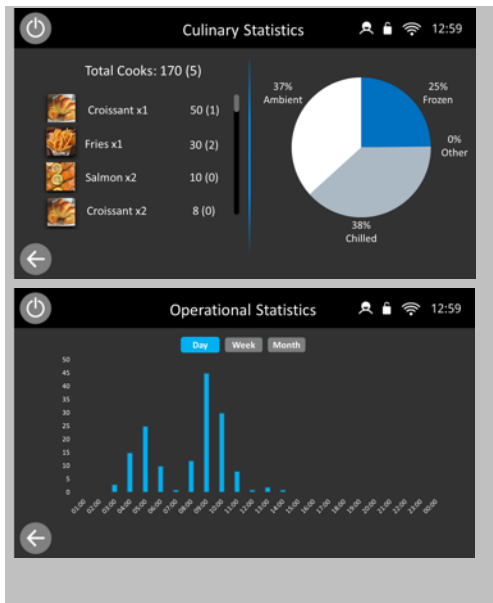 Culinary Statistics 12:59
Total Cooks: 170 (5)
Croissant x1 50 (1)
Fries x1 30 (2)
Salmon x2 10 (0)
Croissant x2 8 (0)
37%
Ambient
25%
Frozen
0%
Other
38%
Chilled
Operational Statistics 12:59
Day Week Month
50
45
40
35
30
25
20
15
10
5
0
01:00 02:00 03:00 04:00 05:00 06:00 07:00 08:00 09:00 10:00 11:00 12:00 13:00 14:00 15:00 16:00 17:00 18:00 19:00 20:00 21:00 22:00 23:00 00:00